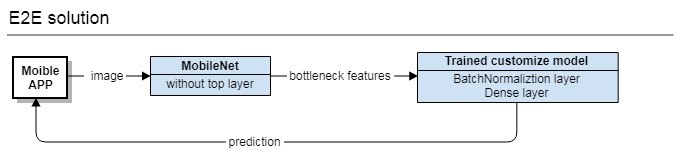 E2E solution
Moible
APP
image
MobileNet
without top layer
bottleneck features
Trained customize model
BatchNormaliztion layer
Dense layer
prediction